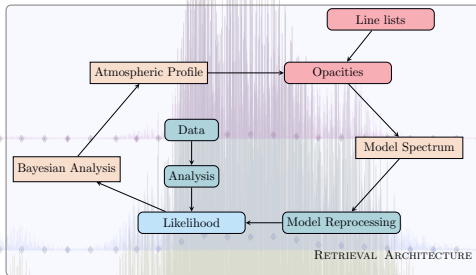 Line lists
Atmospheric Profile
Opacities
Data
Model Spectrum
Bayesian Analysis
Analysis
Likelihood
Model Reprocessing
Retrieval Architecture